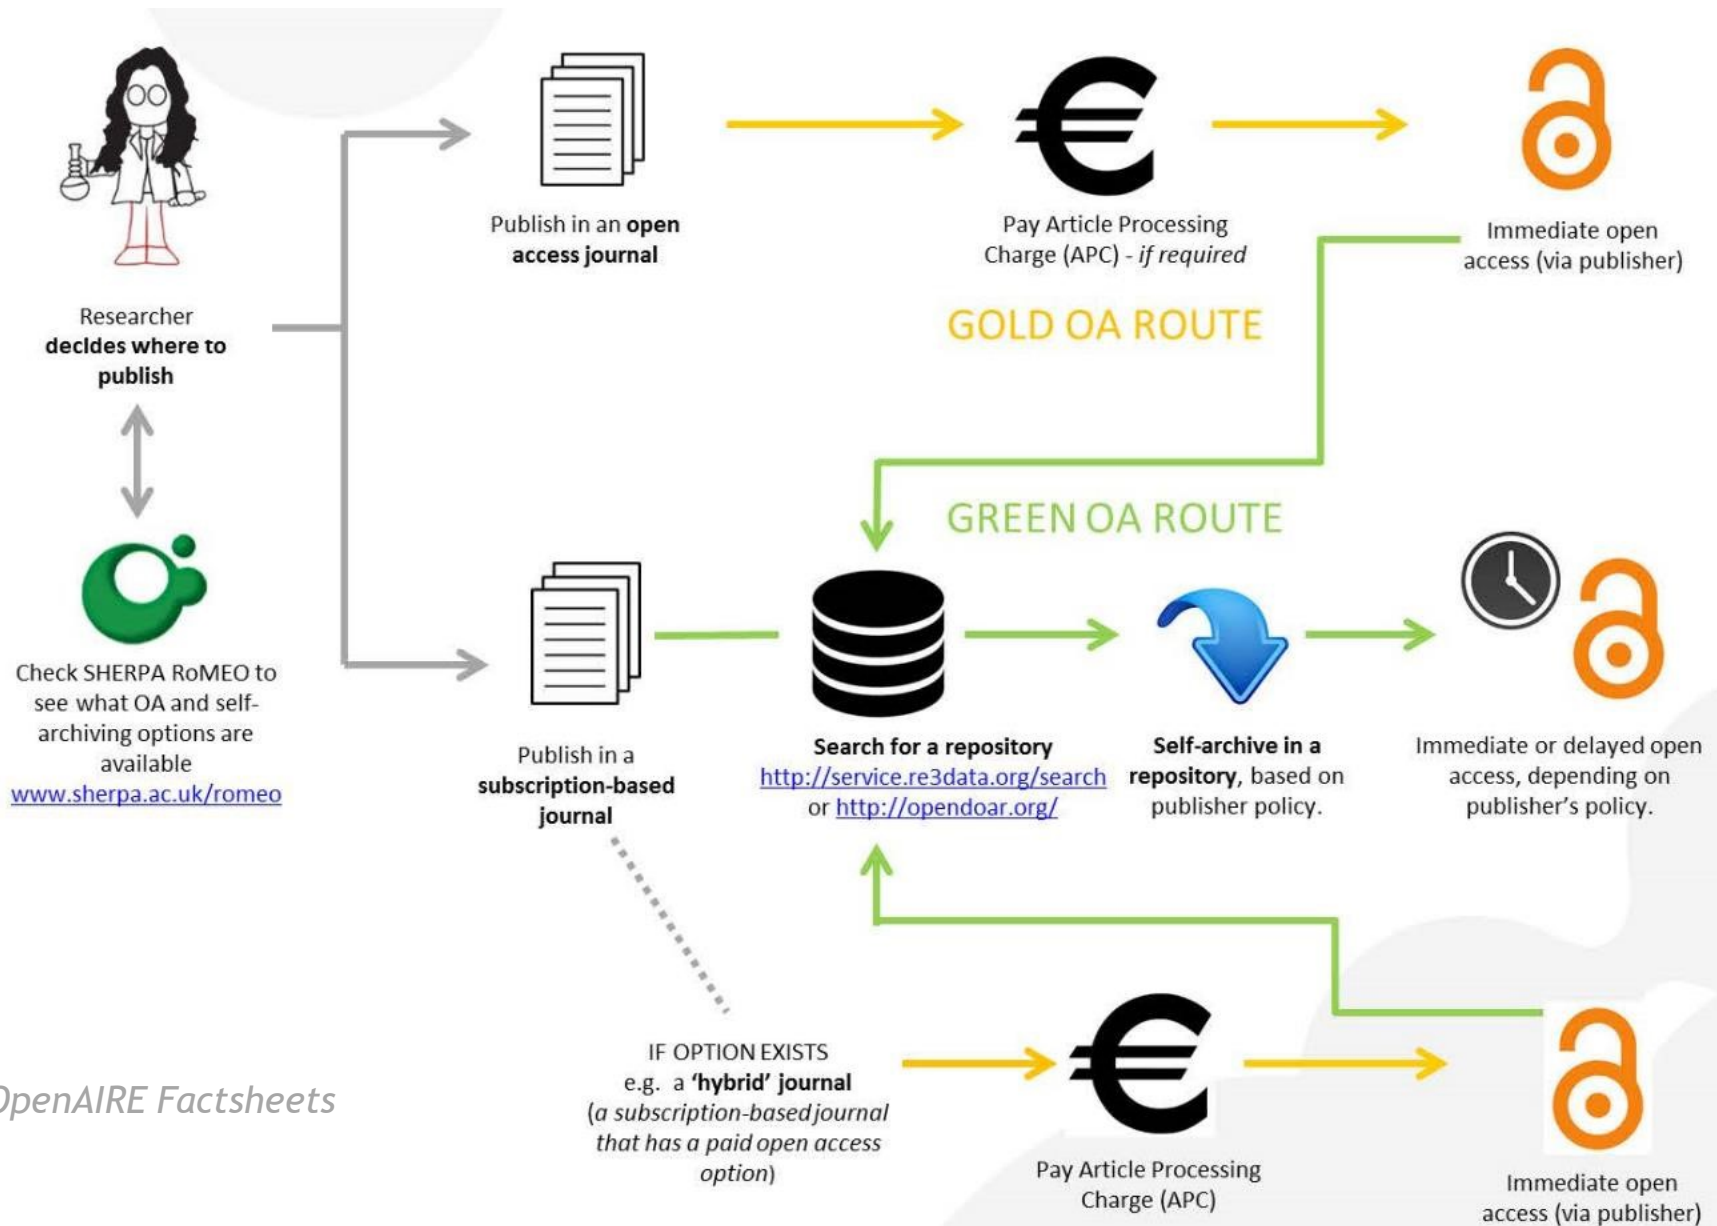 Researcher
decides where to
publish
Check SHERPA RoMEO to
see what OA and self-
archiving options are
available
www.sherpa.ac.uk/romeo
Publish in an open
access journal
Pay Article Processing
Charge (APC) - if required
Immediate open
access (via publisher)
GOLD OA ROUTE
GREEN OA ROUTE
Publish in a
subscription-based
journal
Search for a repository
http://service.re3data.org/search
or http://opendoar.org/
Self-archive in a
repository, based on
publisher policy.
Immediate or delayed open
access, depending on
publisher’s policy.
IF OPTION EXISTS
e.g. a ‘hybrid’ journal
(a subscription-based journal
that has a paid open access
option)
Pay Article Processing
Charge (APC)
Immediate open
access (via publisher)
OpenAIRE Factsheets